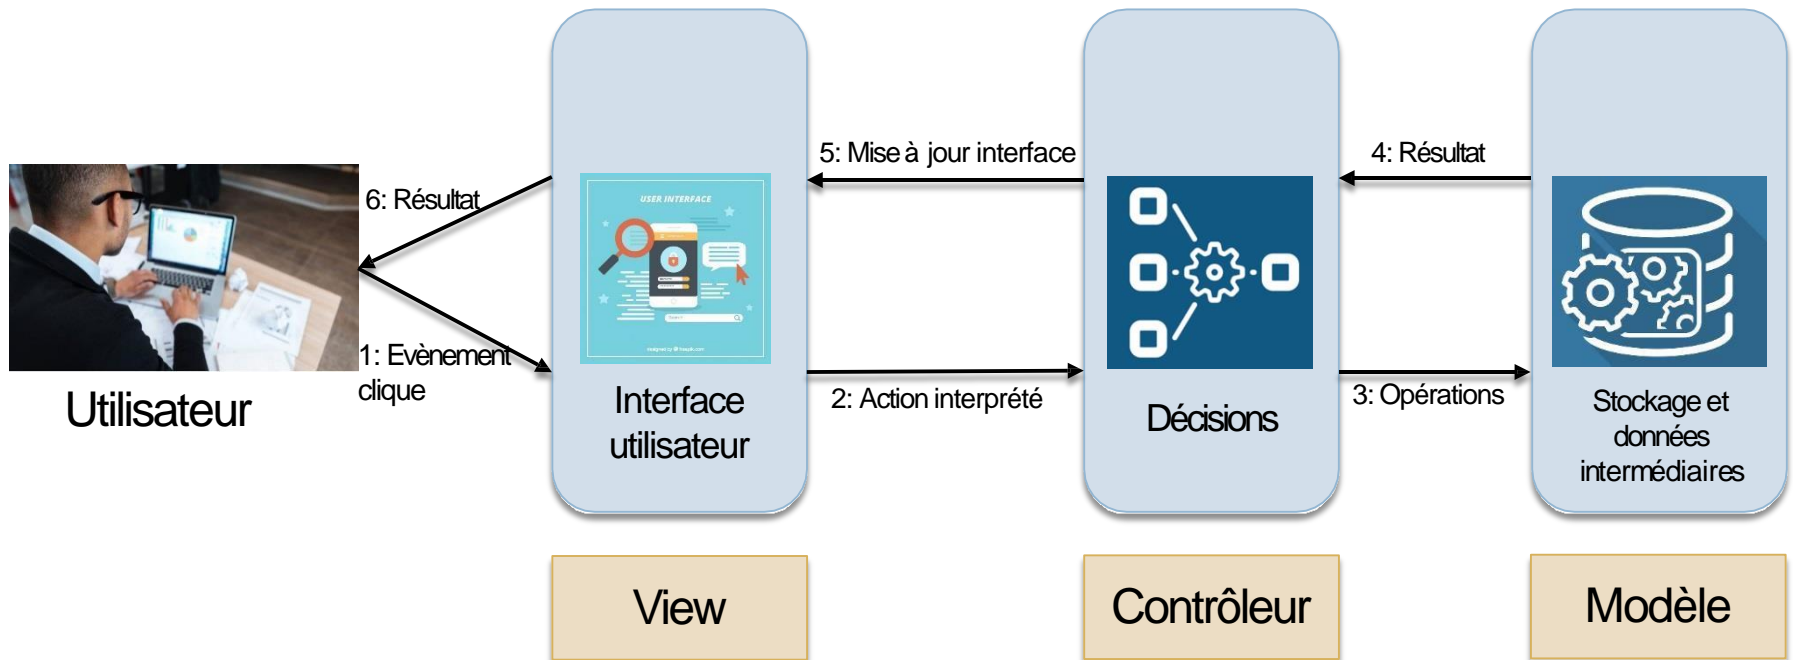 5: Mise à jour interface
4: Résultat
6: Résultat
USER INTERFACE
1: Evènement
clique
Utilisateur
Interface
utilisateur
2: Action interprété
Décisions
3: Opérations
Stockage et
données
intermédiaires
View
Contrôleur
Modèle